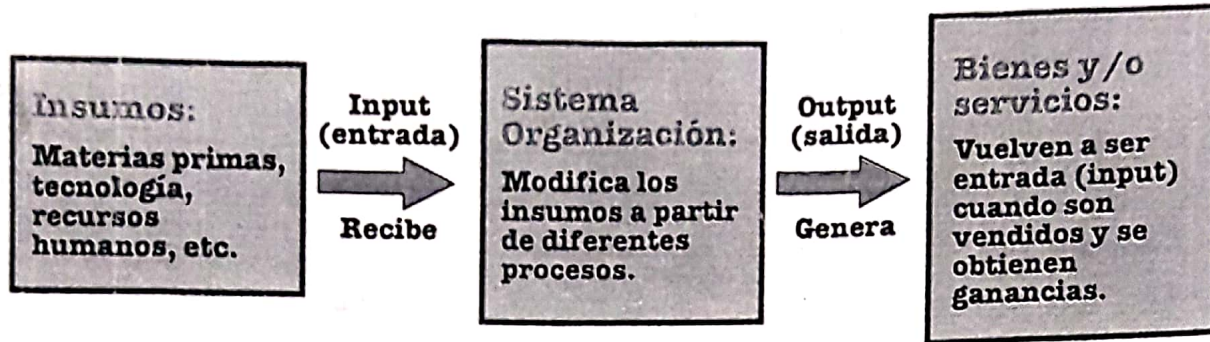 Insumos:
Materias primas,
tecnología,
recursos
humanos, etc.
Input
(entrada)
Recibe
Sistema
Organización:
Modifica los
insumos a partir
de diferentes
procesos.
Output
(salida)
Genera
Bienes y/o
servicios:
Vuelven a ser
entrada (input)
cuando son
vendidos y se
obtienen
ganancias.